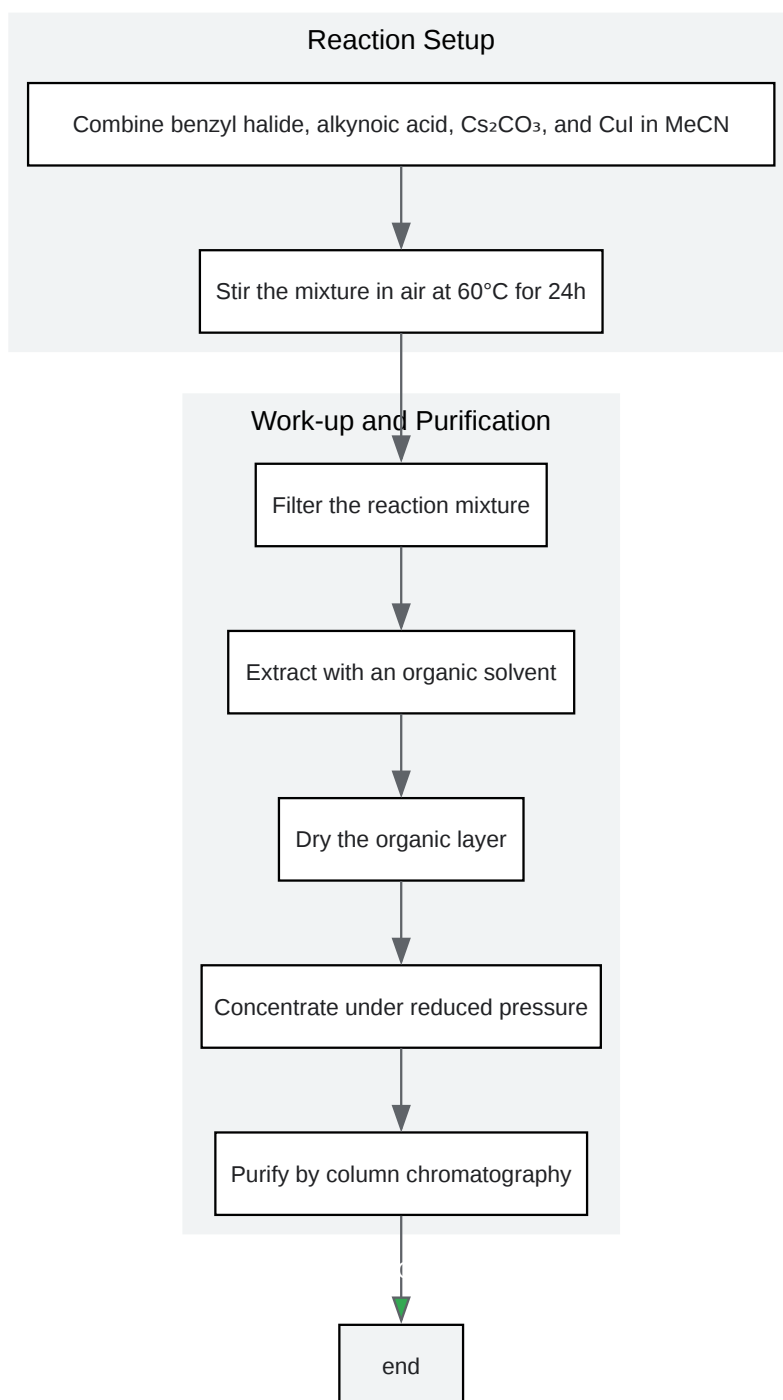 Reaction Setup
Combine benzyl halide, alkynoic acid, Cs₂CO₃, and CuI in MeCN
Stir the mixture in air at 60°C for 24h
Work-up and Purification
Filter the reaction mixture
Extract with an organic solvent
Dry the organic layer
Concentrate under reduced pressure
Purify by column chromatography
end